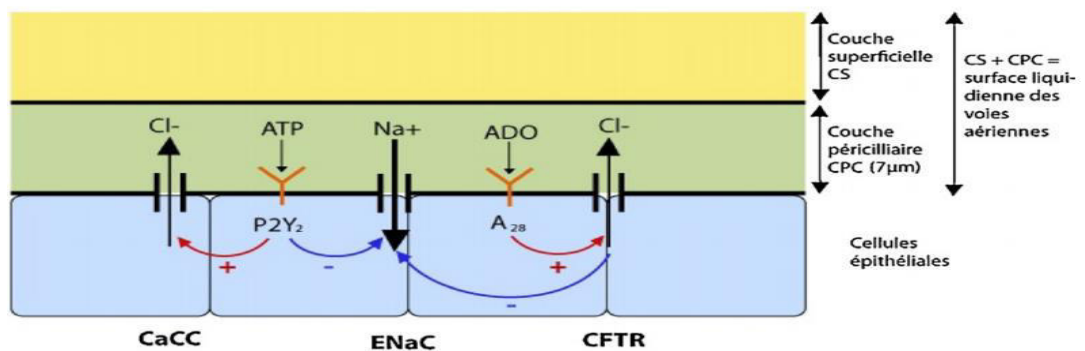 Couche
superficielle
CS
CS + CPC =
surface liqui-
dienne des
voies
aériennes
Cl- ATP Na+ ADO Cl-
Couche
péricilliaire
CPC (7µm)
P2Y2 A 28
+ - + -
Cellules
épithéliales
CaCC ENaC CFTR